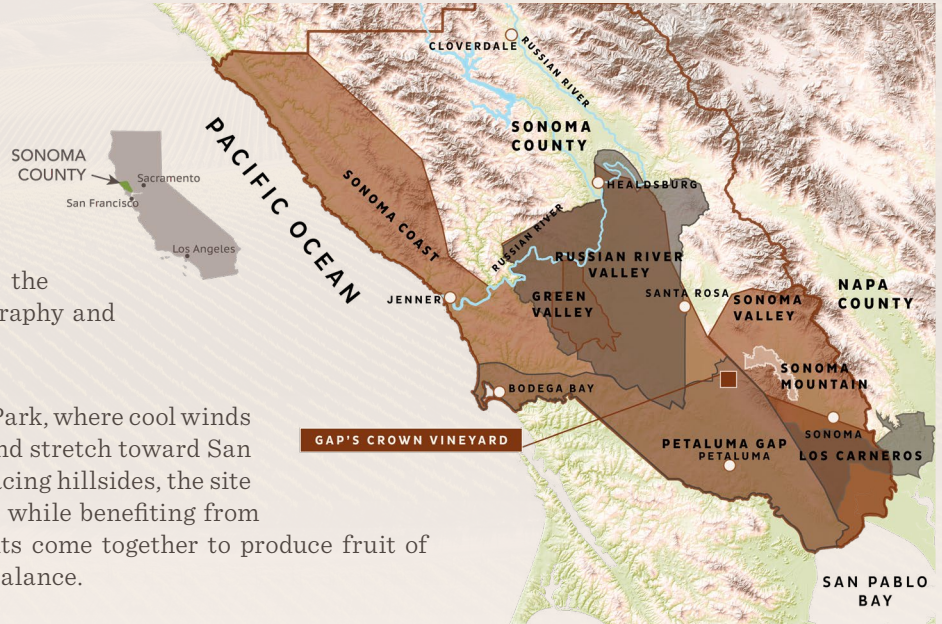 SONOMA
COUNTY
Sacramento
San Francisco
Los Angeles
the
raphy and
Park, where cool winds
nd stretch toward San
acing hillsides, the site
while benefiting from
ts come together to produce fruit of
alance.
PACIFIC OCEAN
CLOVERDALE
RUSSIAN RIVER
SONOMA
COUNTY
HEALDSBURG
SONOMA COAST
RUSSIAN RIVER
RUSSIAN RIVER
VALLEY
JENNER
GREEN
VALLEY
SANTA ROSA
SONOMA
VALLEY
NAPA
COUNTY
SONOMA
MOUNTAIN
BODEGA BAY
GAP'S CROWN VINEYARD
PETALUMA GAP
PETALUMA
SONOMA
LOS CARNEROS
SAN PABLO
BAY